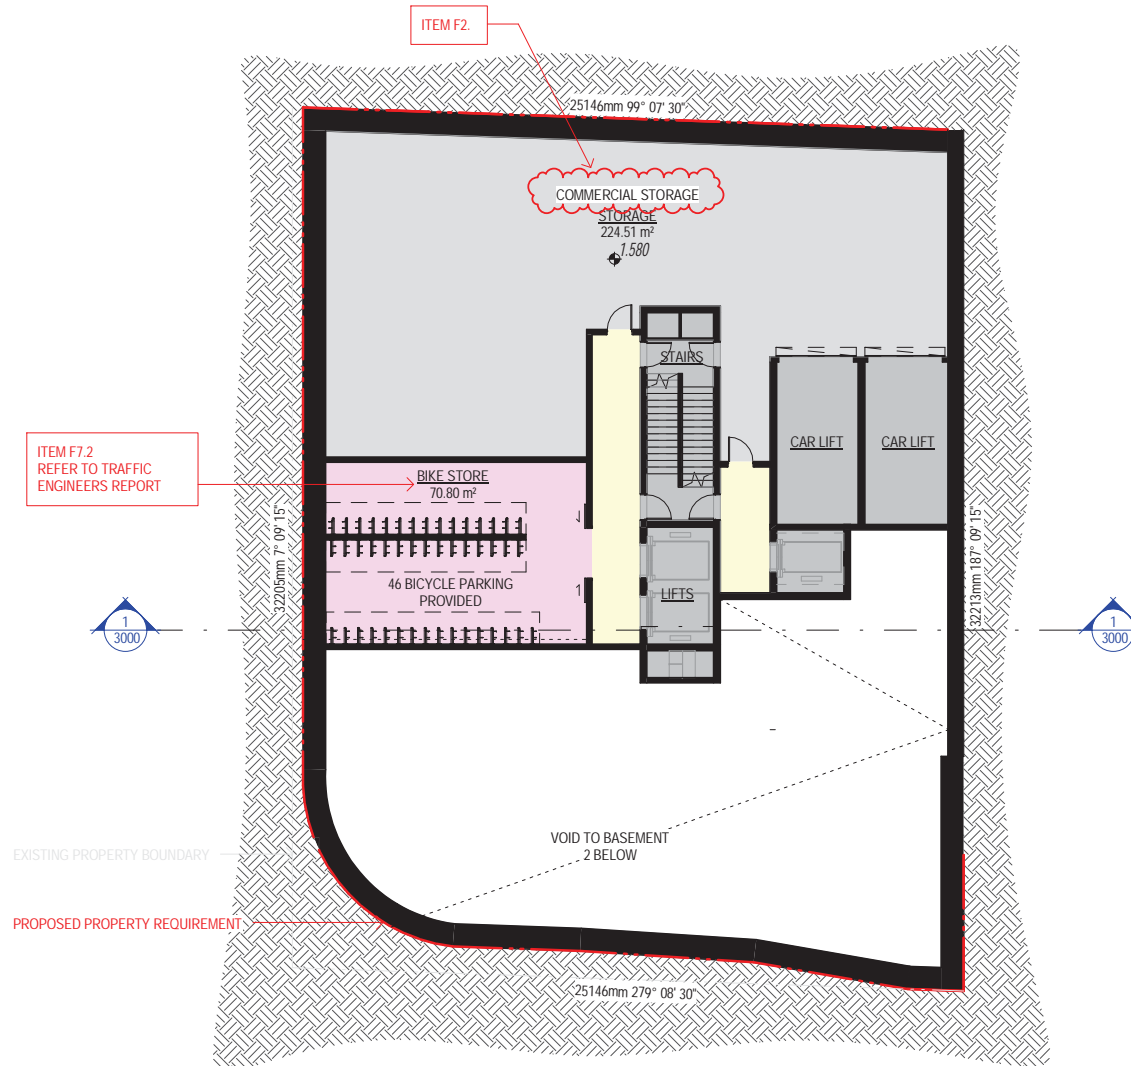 ITEM F2.
25146mm 99° 07' 30"
COMMERCIAL STORAGE
STORAGE
224.51 m²
1.580
STAIRS
ITEM F7.2
REFER TO TRAFFIC
ENGINEERS REPORT
BIKE STORE
70.80 m²
CAR LIFT
CAR LIFT
32205mm 7° 09' 15"
32213mm 187° 09' 15"
46 BICYCLE PARKING
PROVIDED
LIFTS
1
3000
1
3000
VOID TO BASEMENT
2 BELOW
EXISTING PROPERTY BOUNDARY
PROPOSED PROPERTY REQUIREMENT
25146mm 279° 08' 30"